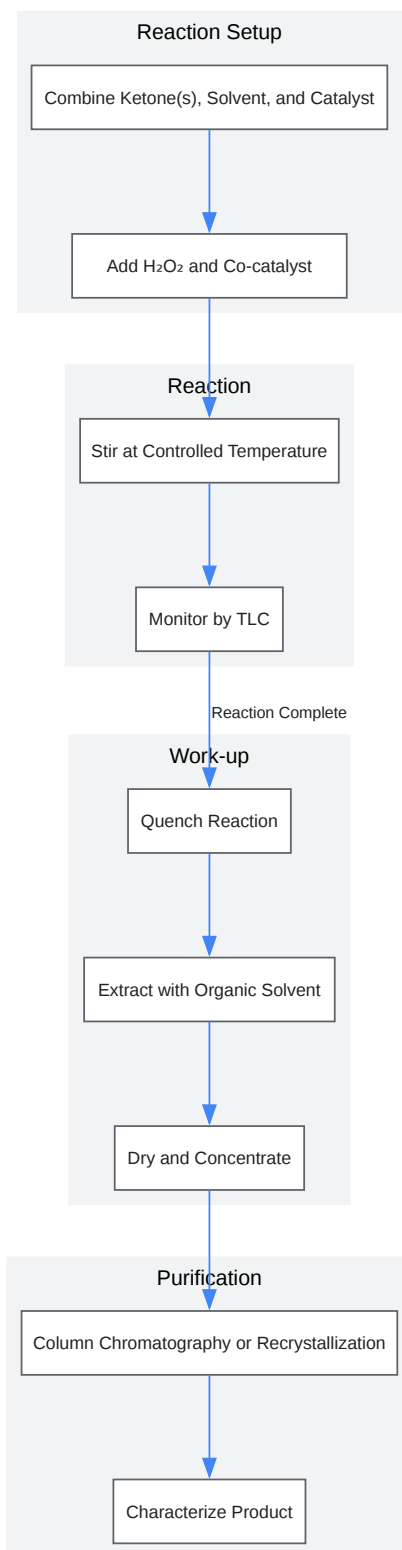 Reaction Setup
Combine Ketone(s), Solvent, and Catalyst
Add H₂O₂ and Co-catalyst
Reaction
Stir at Controlled Temperature
Monitor by TLC
Reaction Complete
Work-up
Quench Reaction
Extract with Organic Solvent
Dry and Concentrate
Purification
Column Chromatography or Recrystallization
Characterize Product